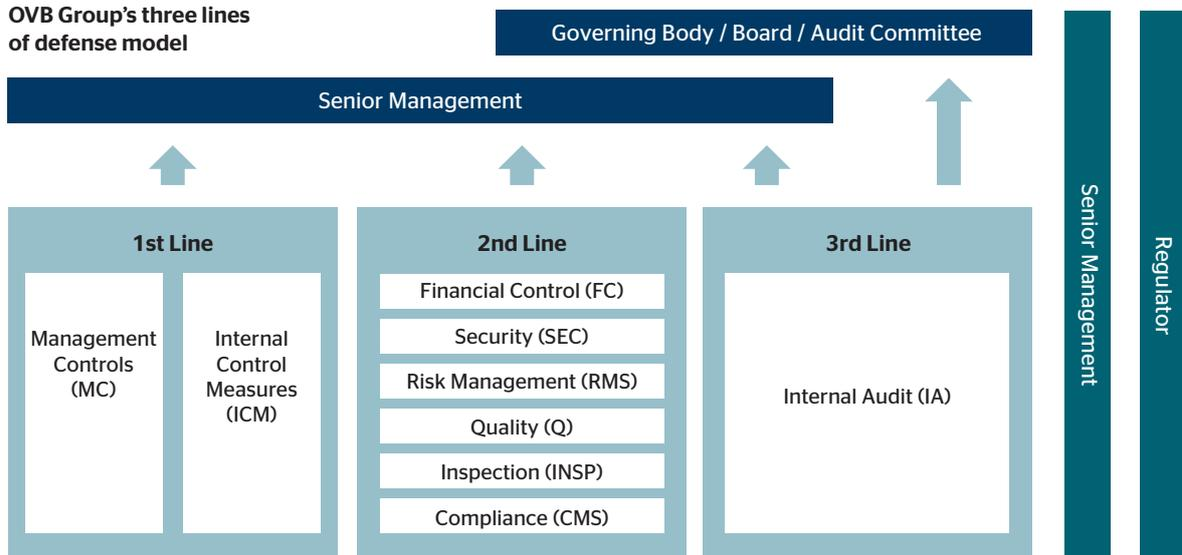 OVB Group's three lines
of defense model
Governing Body / Board / Audit Committee
Senior Management
1st Line
Management
Controls
(MC)
Internal
Control
Measures
(ICM)
2nd Line
Financial Control (FC)
Security (SEC)
Risk Management (RMS)
Quality (Q)
Inspection (INSP)
Compliance (CMS)
3rd Line
Internal Audit (IA)
Senior Management
Regulator